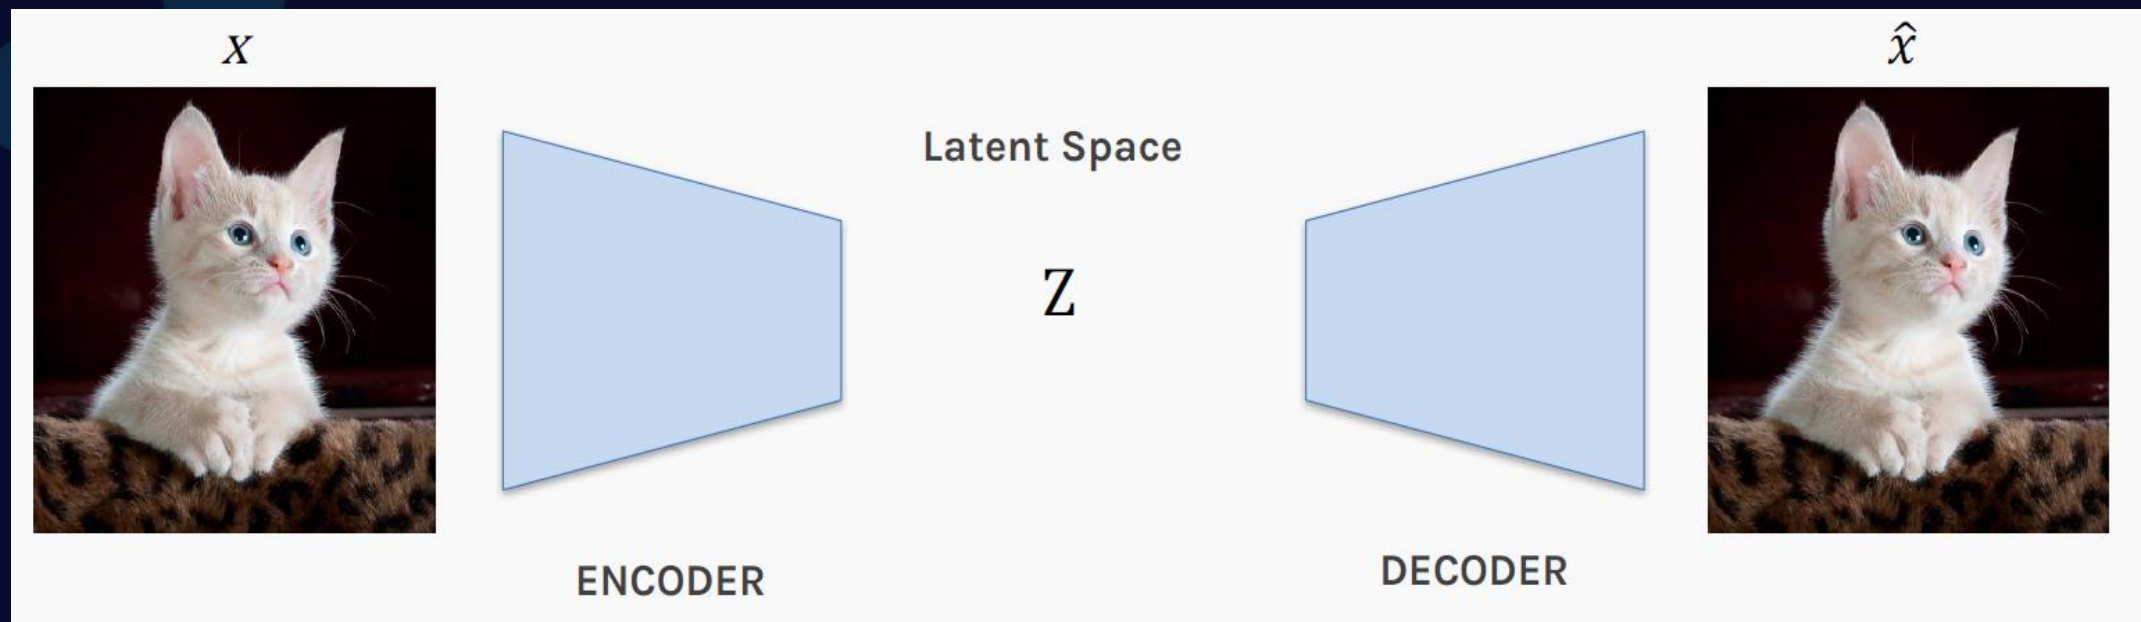 X
x̂
Latent Space
Z
ENCODER
DECODER